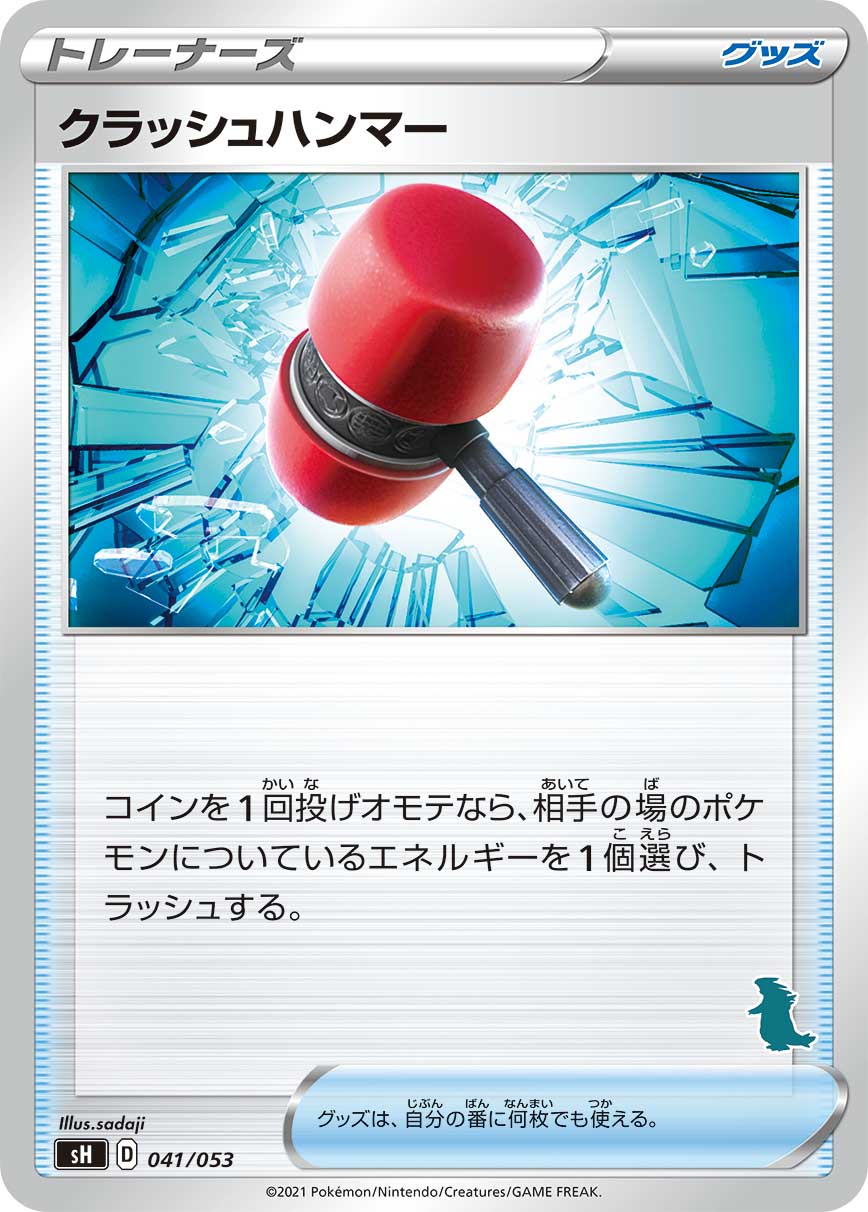 トレーナーズ
グッズ
クラッシュハンマー
コインを1回投げオモテなら、相手の場のポケ
モンについているエネルギーを1個選び、ト
ラッシュする。
グッズは、自分の番に何枚でも使える。
Illus.sadaji
sH D 041/053
©2021 Pokémon/Nintendo/Creatures/GAME FREAK.